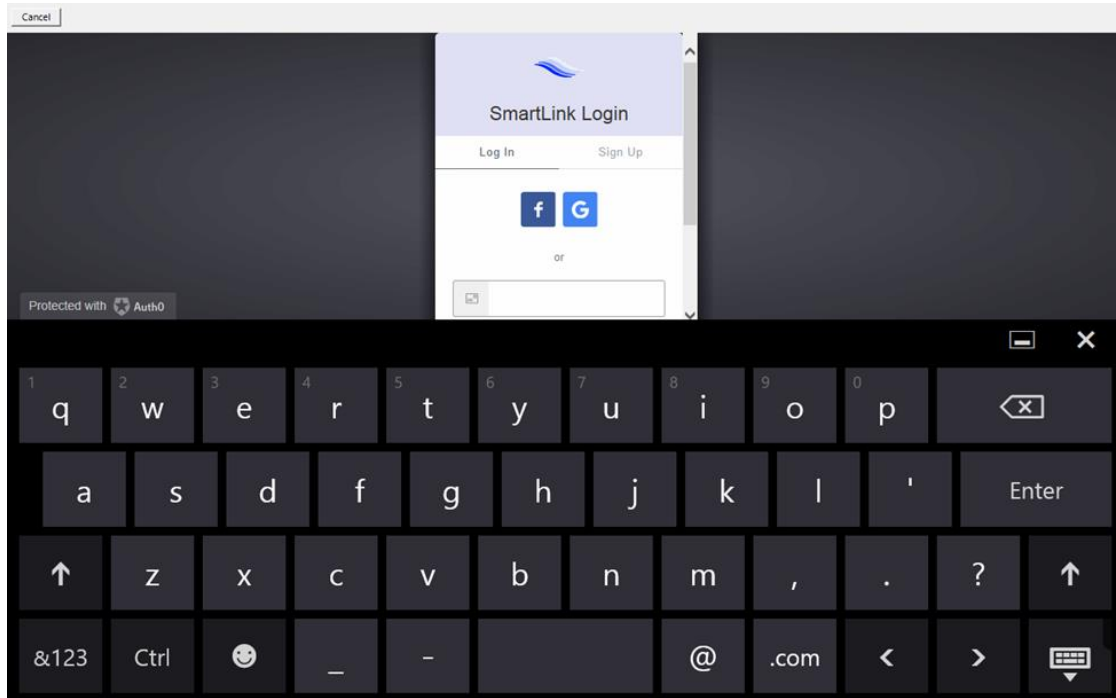 Cancel
SmartLink Login
Log In Sign Up
f G
or
Protected with Auth0
1 q 2 w 3 e 4 r 5 t 6 y 7 u 8 i 9 o 0 p
a s d f g h j k l ' Enter
z x c v b n m , . ?
&123 Ctrl _ - @ .com < >